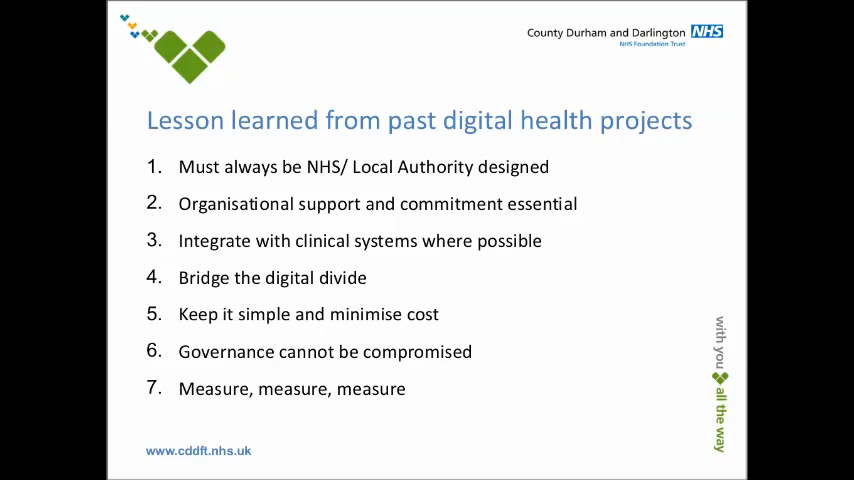 County Durham and Darlington NHS
NHS Foundation Trust
Lesson learned from past digital health projects
1. Must always be NHS/ Local Authority designed
2. Organisational support and commitment essential
3. Integrate with clinical systems where possible
4. Bridge the digital divide
5. Keep it simple and minimise cost
6. Governance cannot be compromised
7. Measure, measure, measure
with you all the way
www.cddft.nhs.uk